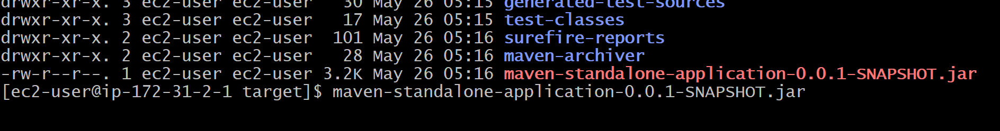 drwxr-xr-x. 3 ec2-user ec2-user   30 May 26 05:15 generated-test-sources
drwxr-xr-x. 3 ec2-user ec2-user   17 May 26 05:15 test-classes
drwxr-xr-x. 2 ec2-user ec2-user  101 May 26 05:16 surefire-reports
drwxr-xr-x. 2 ec2-user ec2-user   28 May 26 05:16 maven-archiver
-rw-r--r--. 1 ec2-user ec2-user 3.2K May 26 05:16 maven-standalone-application-0.0.1-SNAPSHOT.jar
[ec2-user@ip-172-31-2-1 target]$ maven-standalone-application-0.0.1-SNAPSHOT.jar